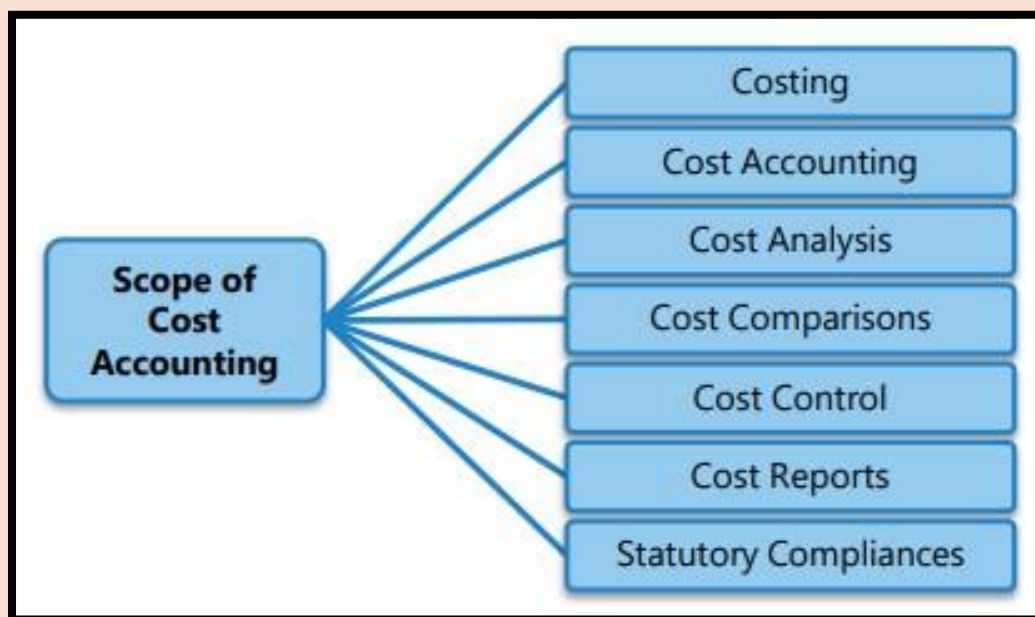 Scope of
Cost
Accounting
Costing
Cost Accounting
Cost Analysis
Cost Comparisons
Cost Control
Cost Reports
Statutory Compliances